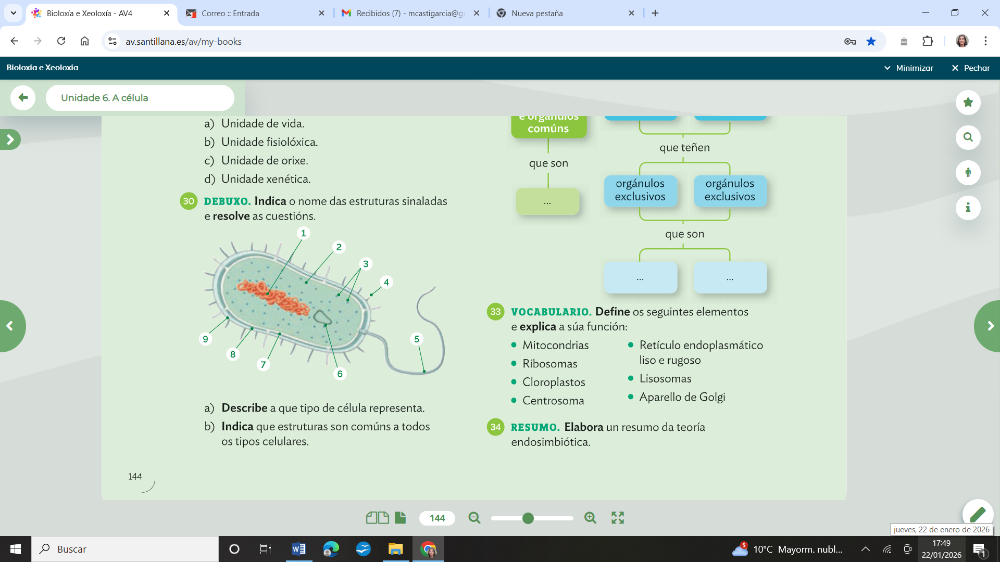 Bioloxía e Xeoloxía - AV4
Correo :: Entrada
Recibidos (7) - mcastigarcia@gr
Nueva pestaña
av.santillana.es/av/my-books
Bioloxía e Xeoloxía
Minimizar
Pechar
Unidade 6. A célula
a) Unidade de vida.
b) Unidade fisiolóxica.
c) Unidade de orixe.
d) Unidade xenética.
30 DEBUXO. Indica o nome das estruturas sinaladas
e resolve as cuestións.
1
2
3
4
5
6
7
8
9
a) Describe a que tipo de célula representa.
b) Indica que estruturas son comúns a todos
os tipos celulares.
144
e orgánulos
comúns
que son
...
que teñen
orgánulos
exclusivos
orgánulos
exclusivos
que son
...
...
33 VOCABULARIO. Define os seguintes elementos
e explica a súa función:
• Mitocondrias
• Ribosomas
• Cloroplastos
• Centrosoma
• Retículo endoplasmático
liso e rugoso
• Lisosomas
• Aparello de Golgi
34 RESUMO. Elabora un resumo da teoría
endosimbiótica.
144
jueves, 22 de enero de 2026
Buscar
5
10°C Mayorm. nubl...
17:49
22/01/2026
1